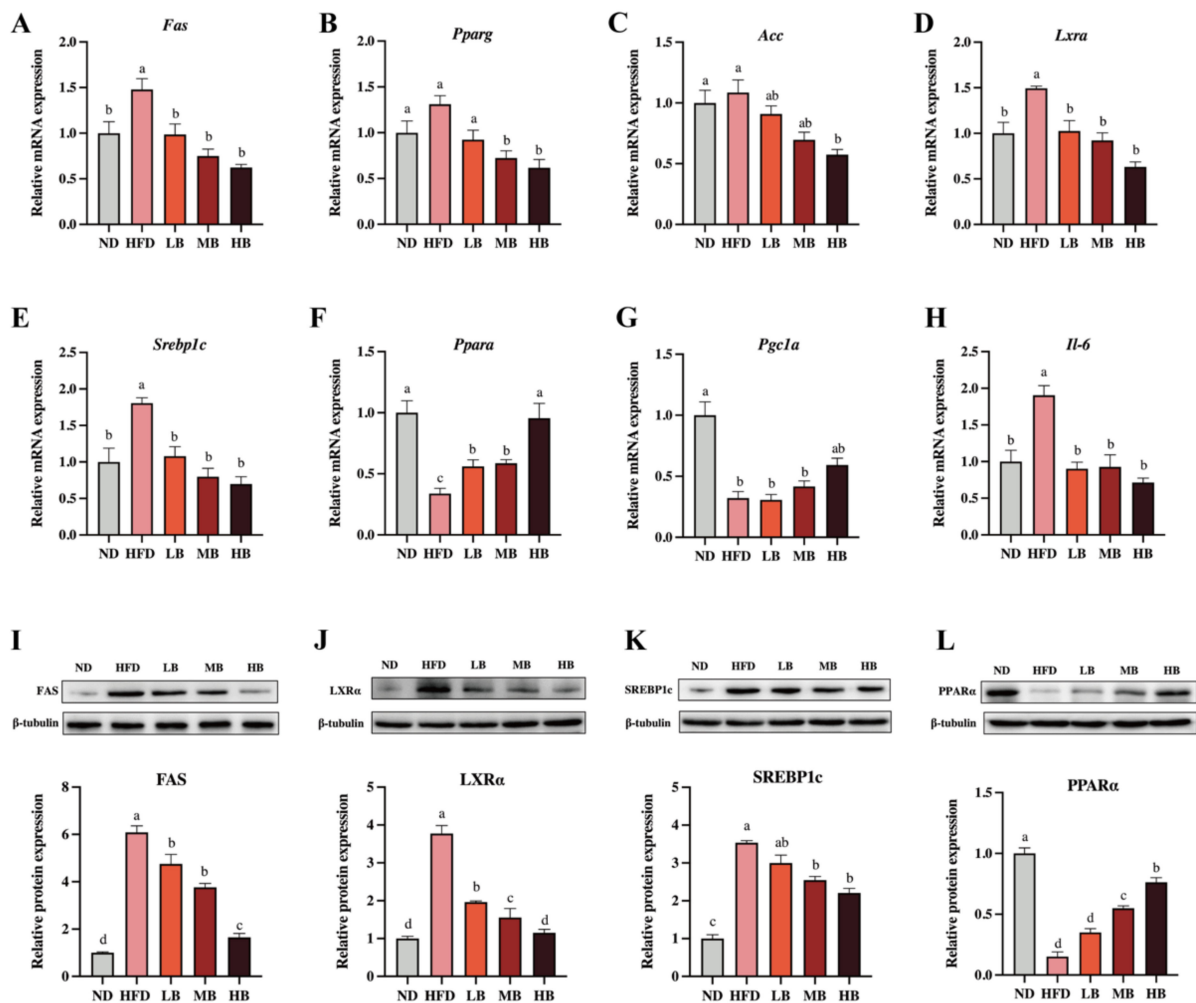 A
Fas
Relative mRNA expression
2.0
1.5
1.0
0.5
0.0
b
a
b
b
b
ND HFD LB MB HB
B
Pparg
Relative mRNA expression
2.0
1.5
1.0
0.5
0.0
a
a
a
b
b
ND HFD LB MB HB
C
Acc
Relative mRNA expression
1.5
1.0
0.5
0.0
a
a
ab
ab
b
ND HFD LB MB HB
D
Lxra
Relative mRNA expression
2.0
1.5
1.0
0.5
0.0
b
a
b
b
b
ND HFD LB MB HB
E
Srebp1c
Relative mRNA expression
2.5
2.0
1.5
1.0
0.5
0.0
b
a
b
b
b
ND HFD LB MB HB
F
Ppara
Relative mRNA expression
1.5
1.0
0.5
0.0
a
c
b
b
a
ND HFD LB MB HB
G
Pgc1a
Relative mRNA expression
1.5
1.0
0.5
0.0
a
b
b
b
ab
ND HFD LB MB HB
H
Il-6
Relative mRNA expression
2.5
2.0
1.5
1.0
0.5
0.0
b
a
b
b
b
ND HFD LB MB HB
I
ND HFD LB MB HB
FAS
β-tubulin
FAS
Relative protein expression
8
6
4
2
0
d
a
b
b
c
ND HFD LB MB HB
J
ND HFD LB MB HB
LXRα
β-tubulin
LXRα
Relative protein expression
5
4
3
2
1
0
d
a
b
c
d
ND HFD LB MB HB
K
ND HFD LB MB HB
SREBP1c
β-tubulin
SREBP1c
Relative protein expression
5
4
3
2
1
0
c
a
ab
b
b
ND HFD LB MB HB
L
ND HFD LB MB HB
PPARα
β-tubulin
PPARα
Relative protein expression
1.5
1.0
0.5
0.0
a
d
d
c
b
ND HFD LB MB HB